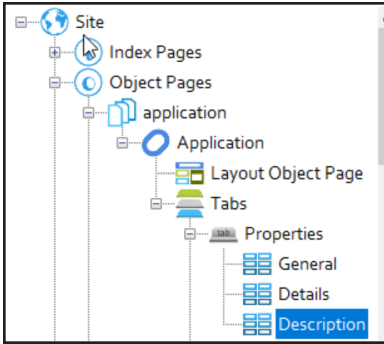 Site
Index Pages
Object Pages
application
Application
Layout Object Page
Tabs
tab Properties
General
Details
Description